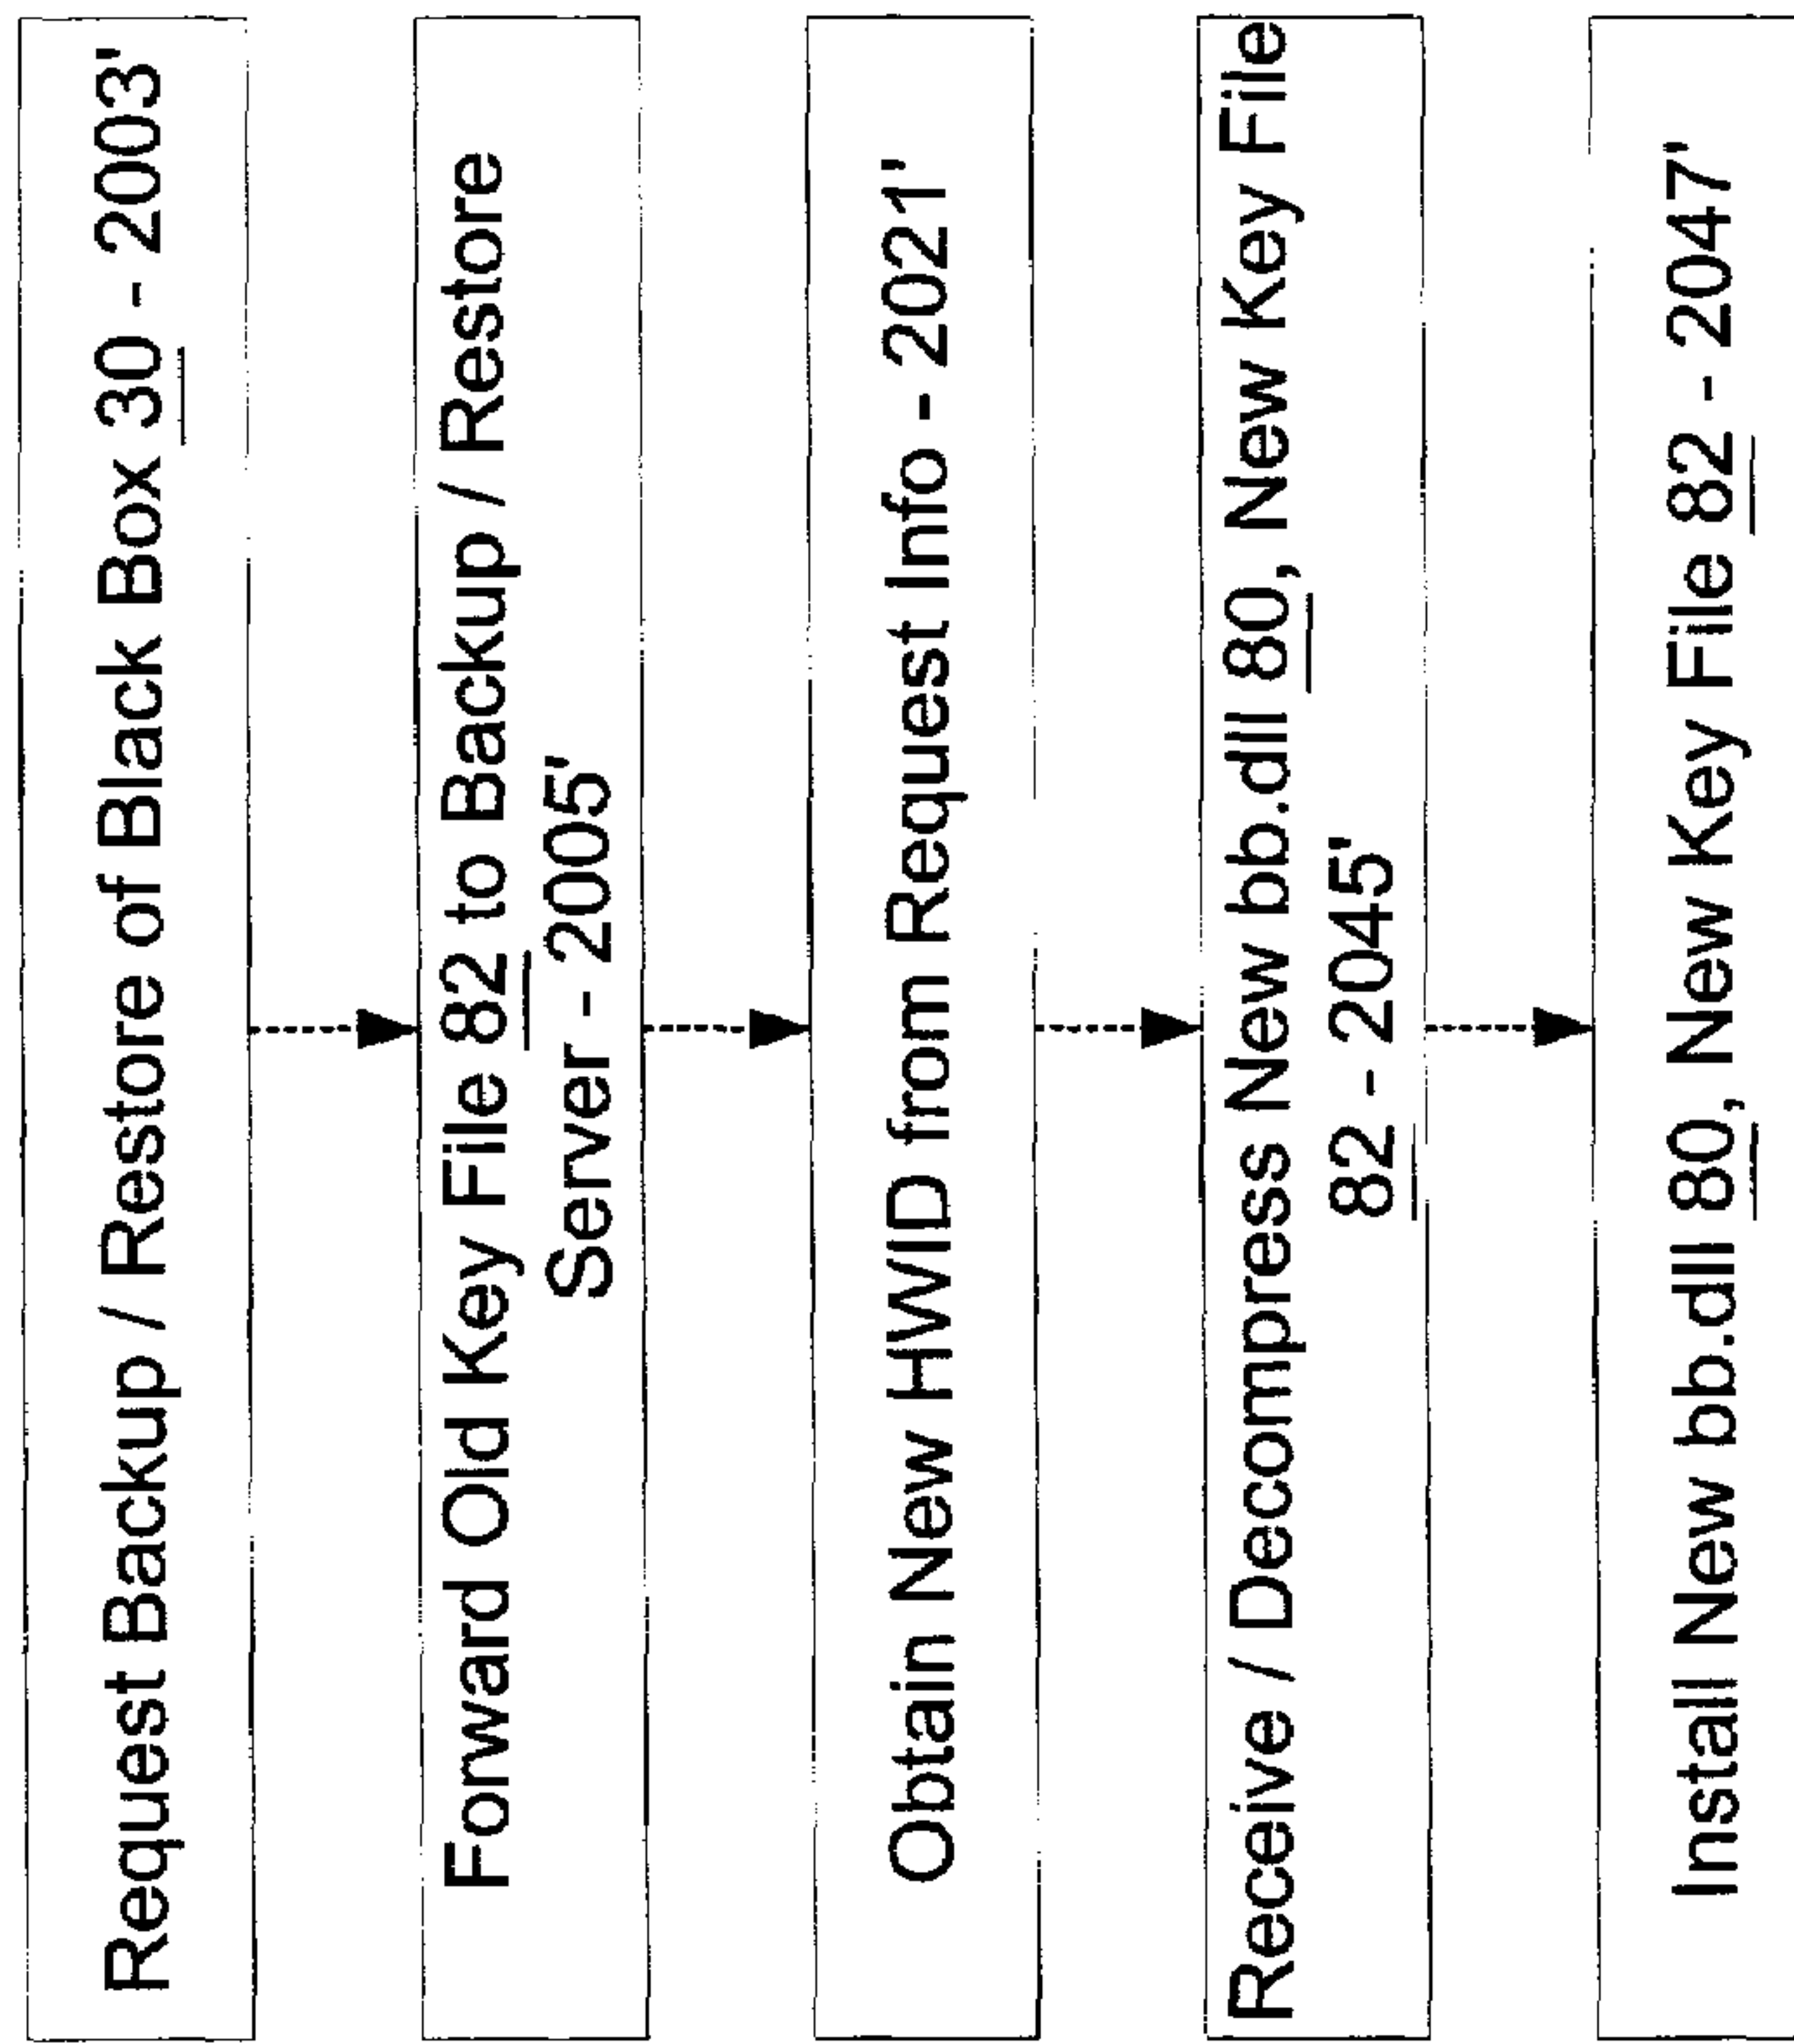 Request Backup / Restore of Black Box 30 - 2003'
Forward Old Key File 82 to Backup / Restore
Server - 2005'
Obtain New HWID from Request Info - 2021'
Receive / Decompress New bb.dll 80, New Key File
82 - 2045'
Install New bb.dll 80, New Key File 82 - 2047'